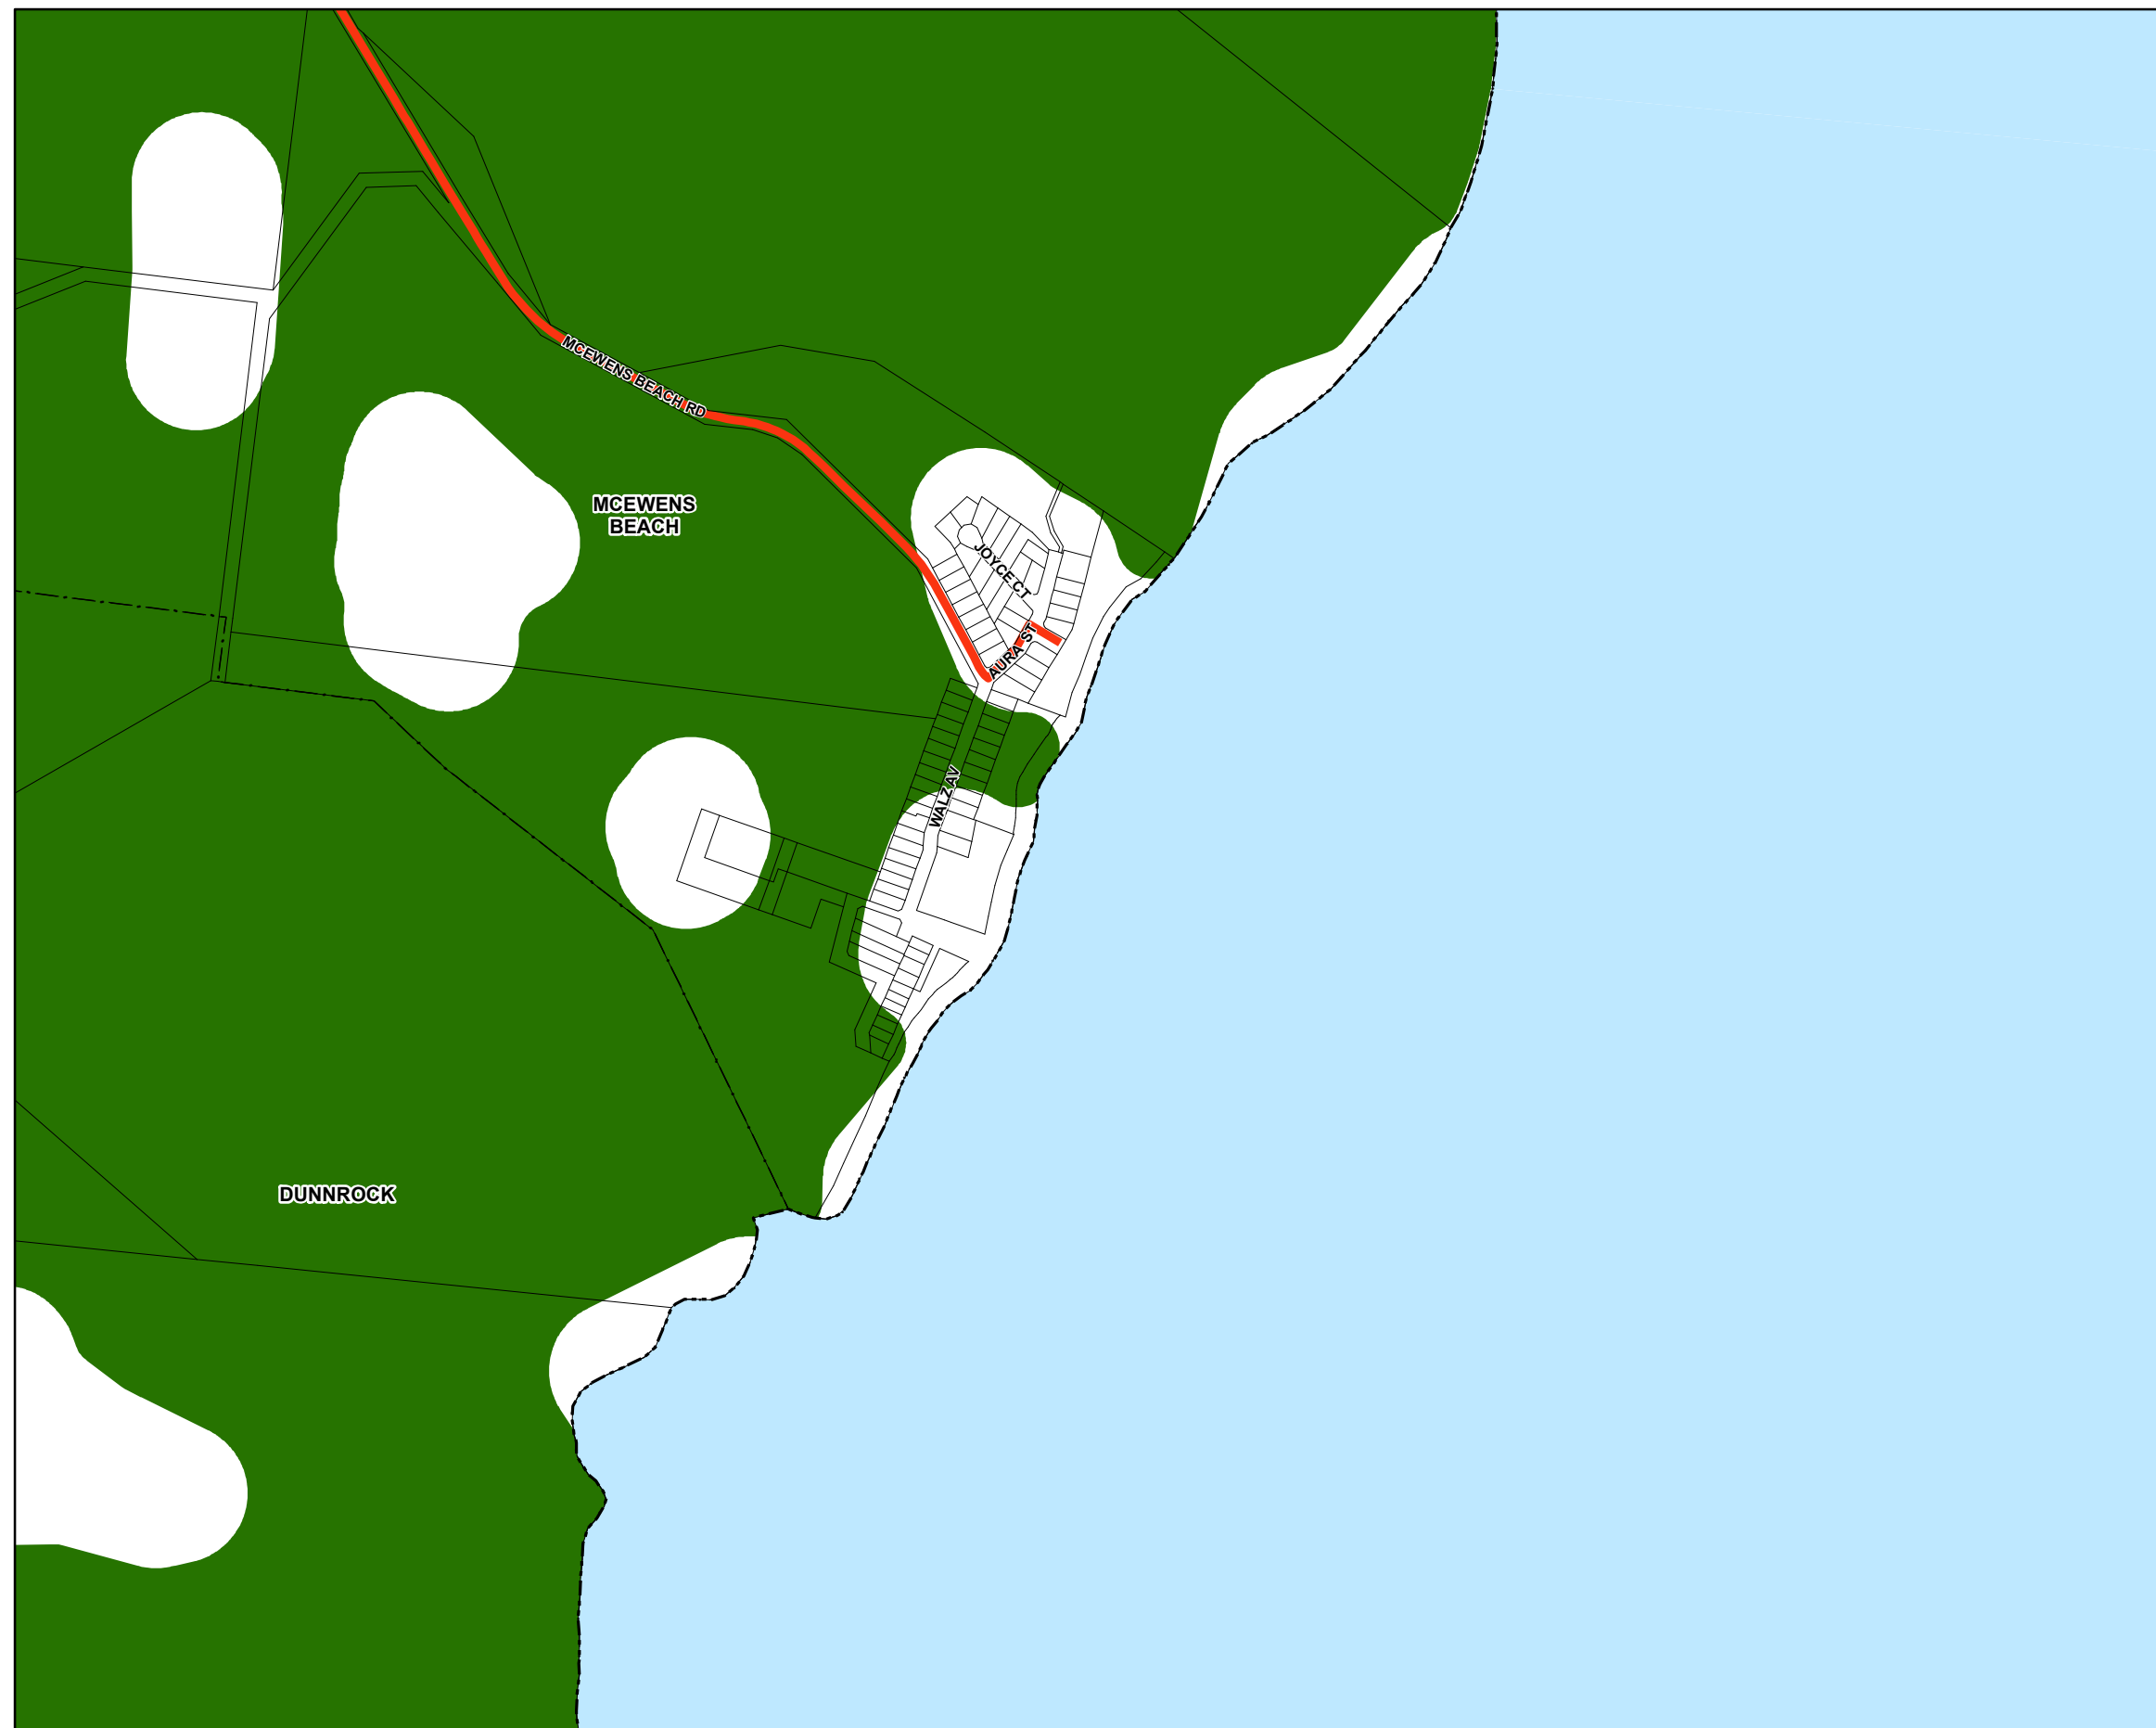 MCEWENS BEACH RD
MCEWENS
BEACH
JOYCE CT
AURA ST
WALZ AV
DUNNROCK